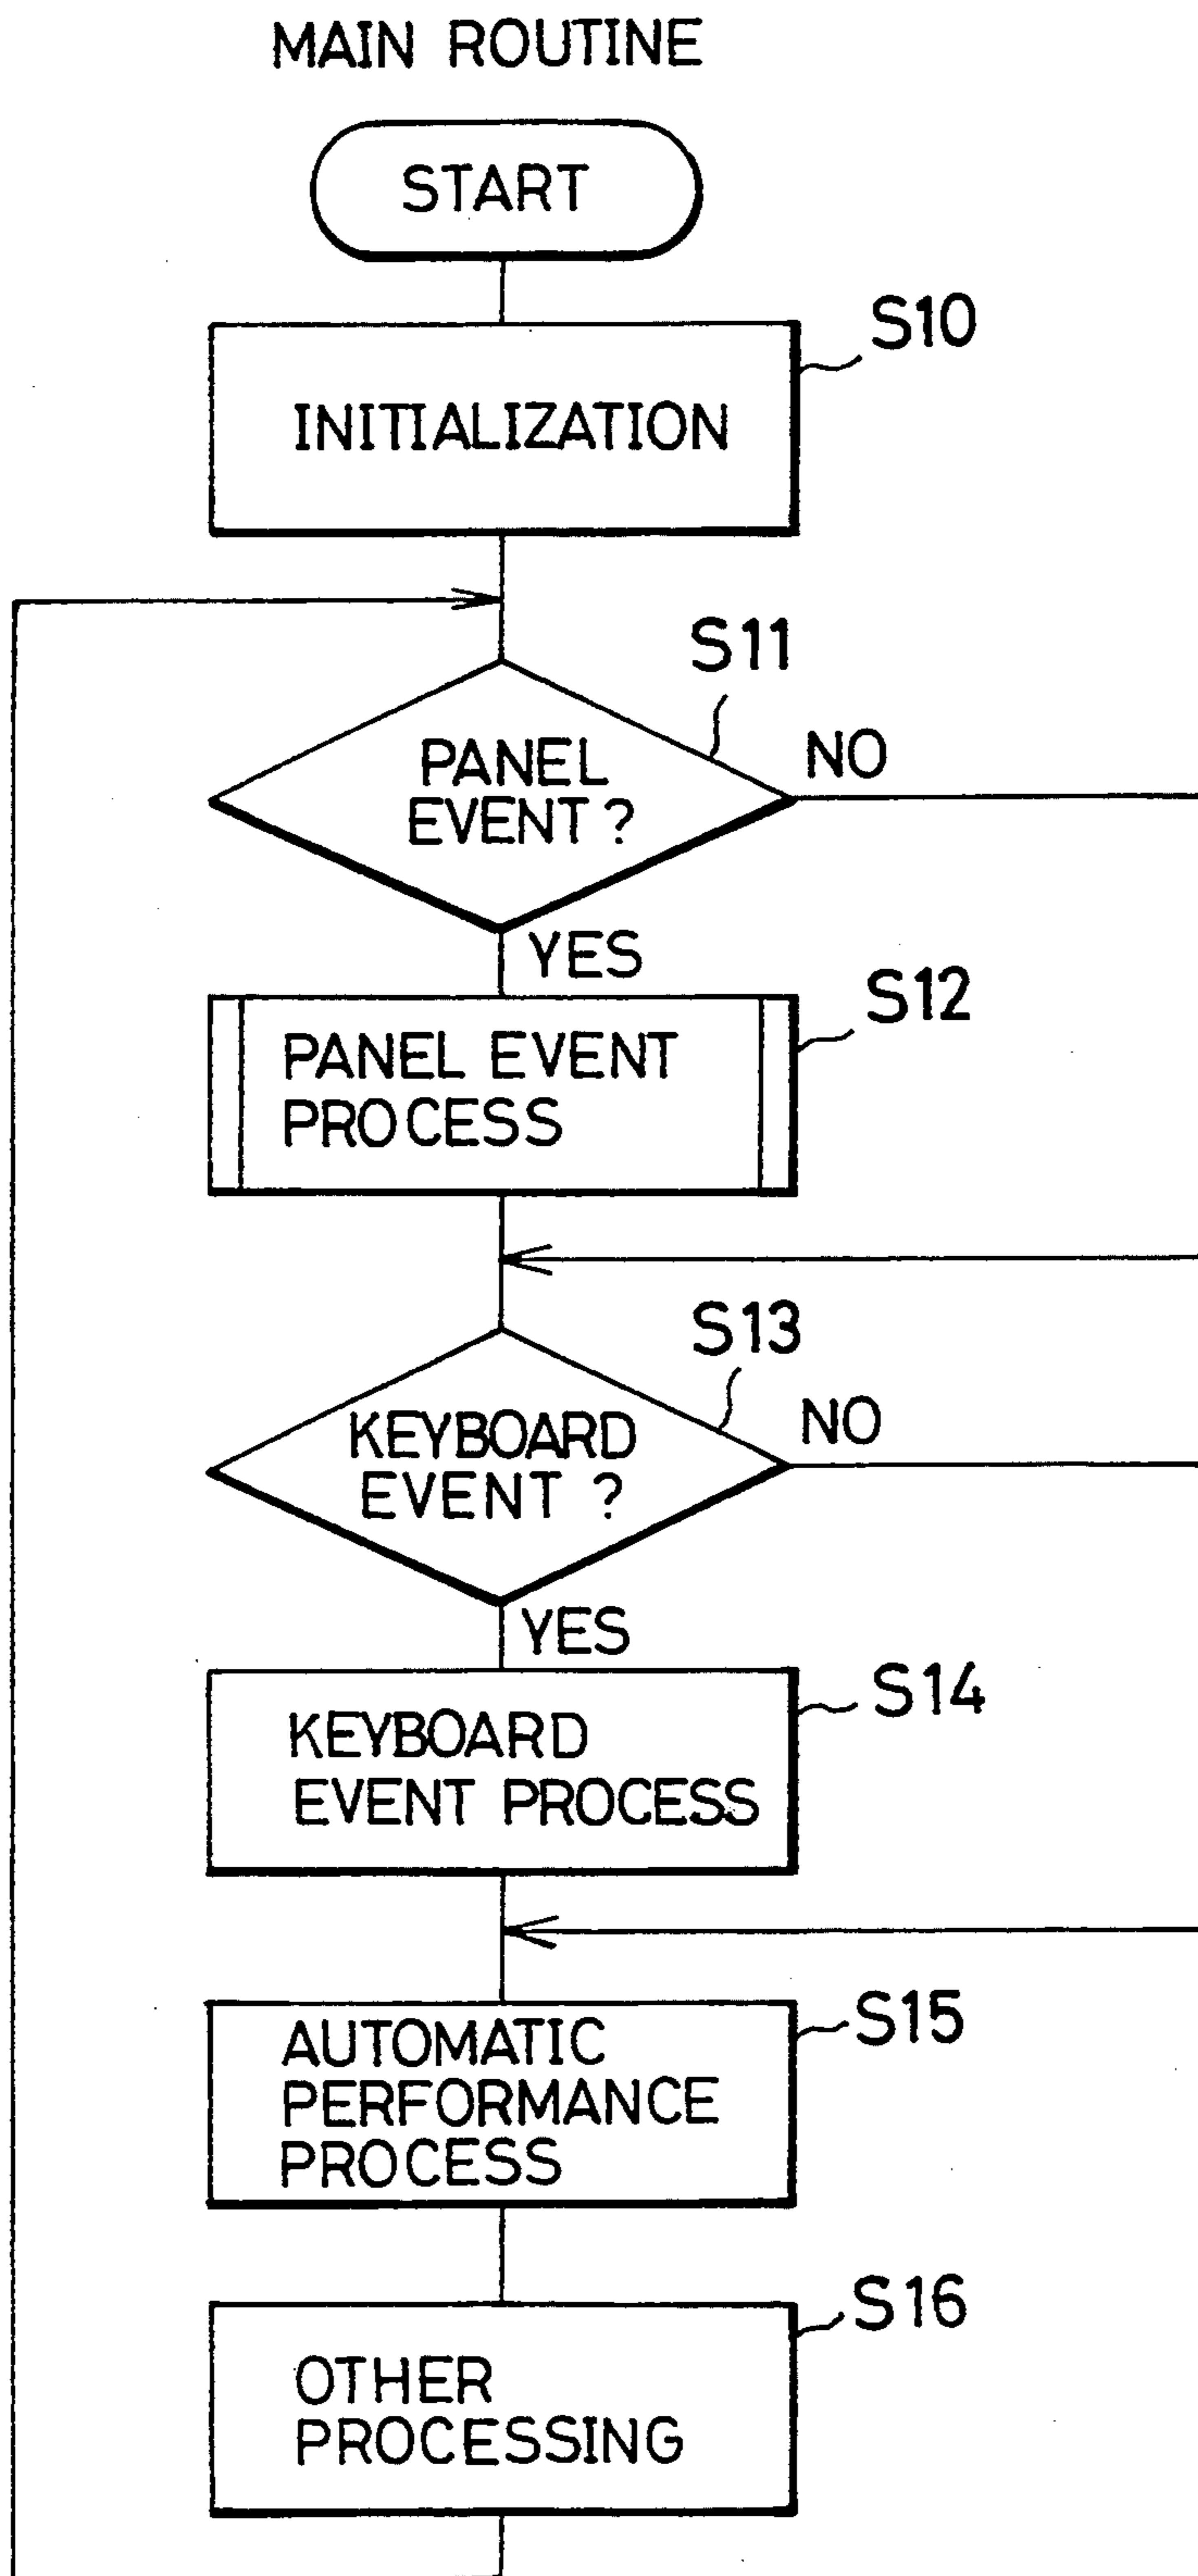 MAIN ROUTINE
START
S10
INITIALIZATION
S11
PANEL
EVENT?
NO
YES
S12
PANEL EVENT
PROCESS
S13
KEYBOARD
EVENT ?
NO
YES
S14
KEYBOARD
EVENT PROCESS
S15
AUTOMATIC
PERFORMANCE
PROCESS
S16
OTHER
PROCESSING